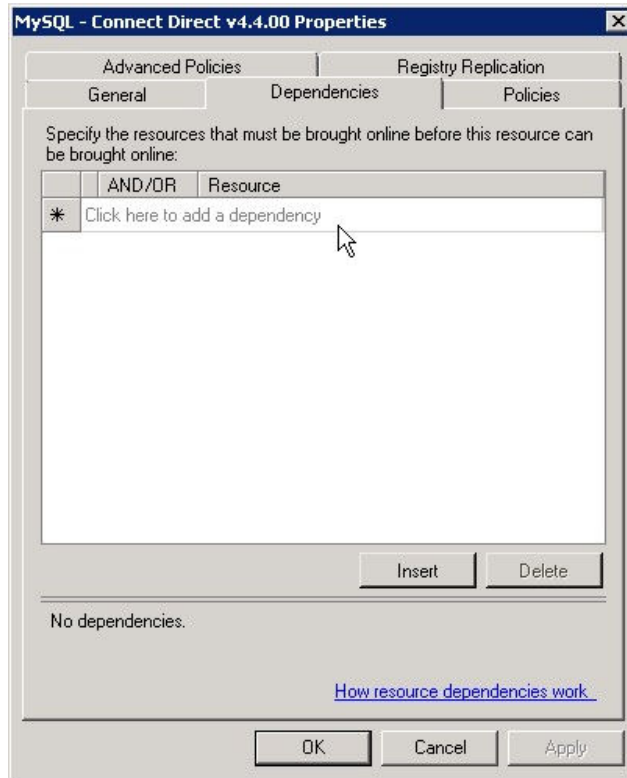 MySQL - Connect Direct v4.4.00 Properties
Advanced Policies Registry Replication
General Dependencies Policies
Specify the resources that must be brought online before this resource can
be brought online:
AND/OR Resource
Click here to add a dependency
Insert Delete
No dependencies.
How resource dependencies work
OK Cancel Apply